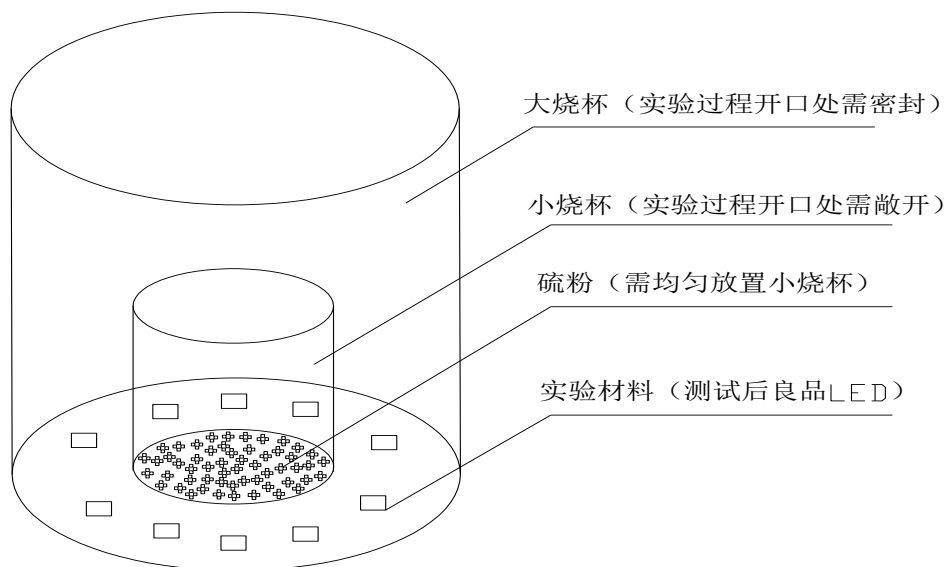 大烧杯（实验过程开口处需密封）
小烧杯（实验过程开口处需敞开）
硫粉（需均匀放置小烧杯）
实验材料（测试后良品LED）